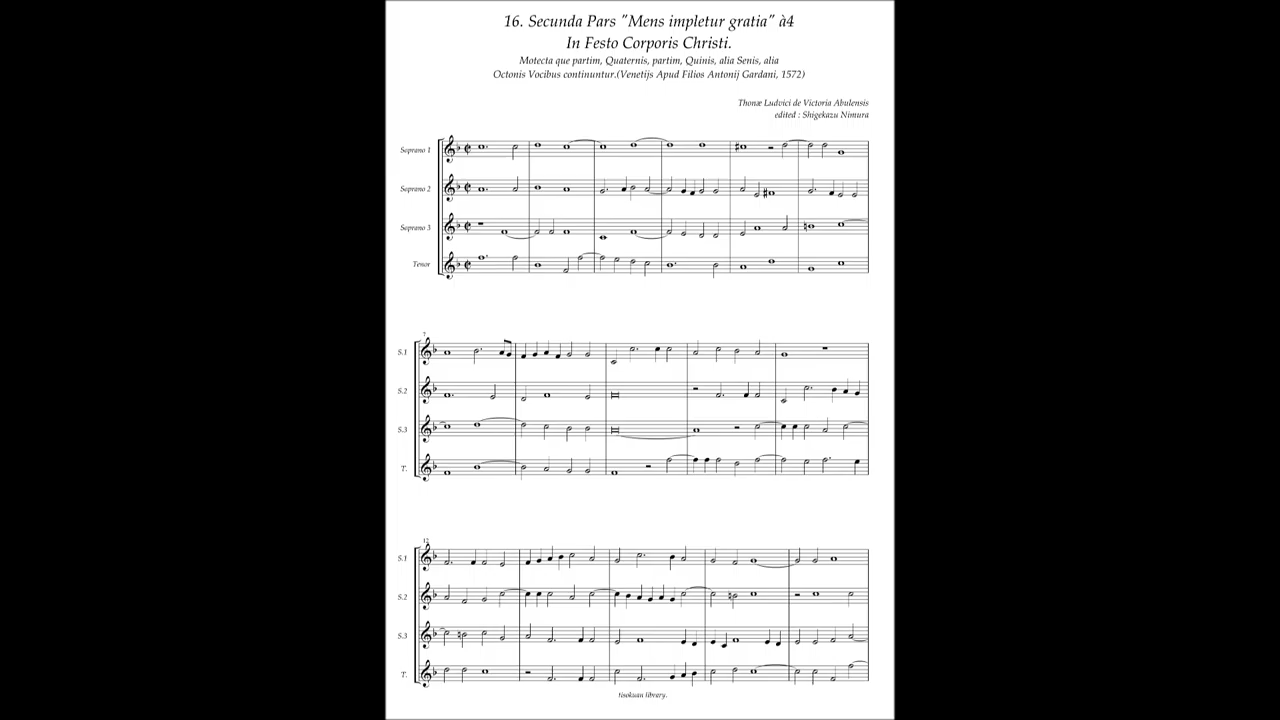 16. Secunda Pars "Mens impletur gratia" à4
In Festo Corporis Christi.
Motecta que partim, Quaternis, partim, Quinis, alia Senis, alia
Octonis Vocibus continuntur.(Venetijs Apud Filios Antonij Gardani, 1572)
Thonæ Ludvici de Victoria Abulensis
edited : Shigekazu Nimura
Soprano 1
Soprano 2
Soprano 3
Tenor
7
S.1
S.2
S.3
T.
12
S.1
S.2
S.3
T.
tisokuan library.